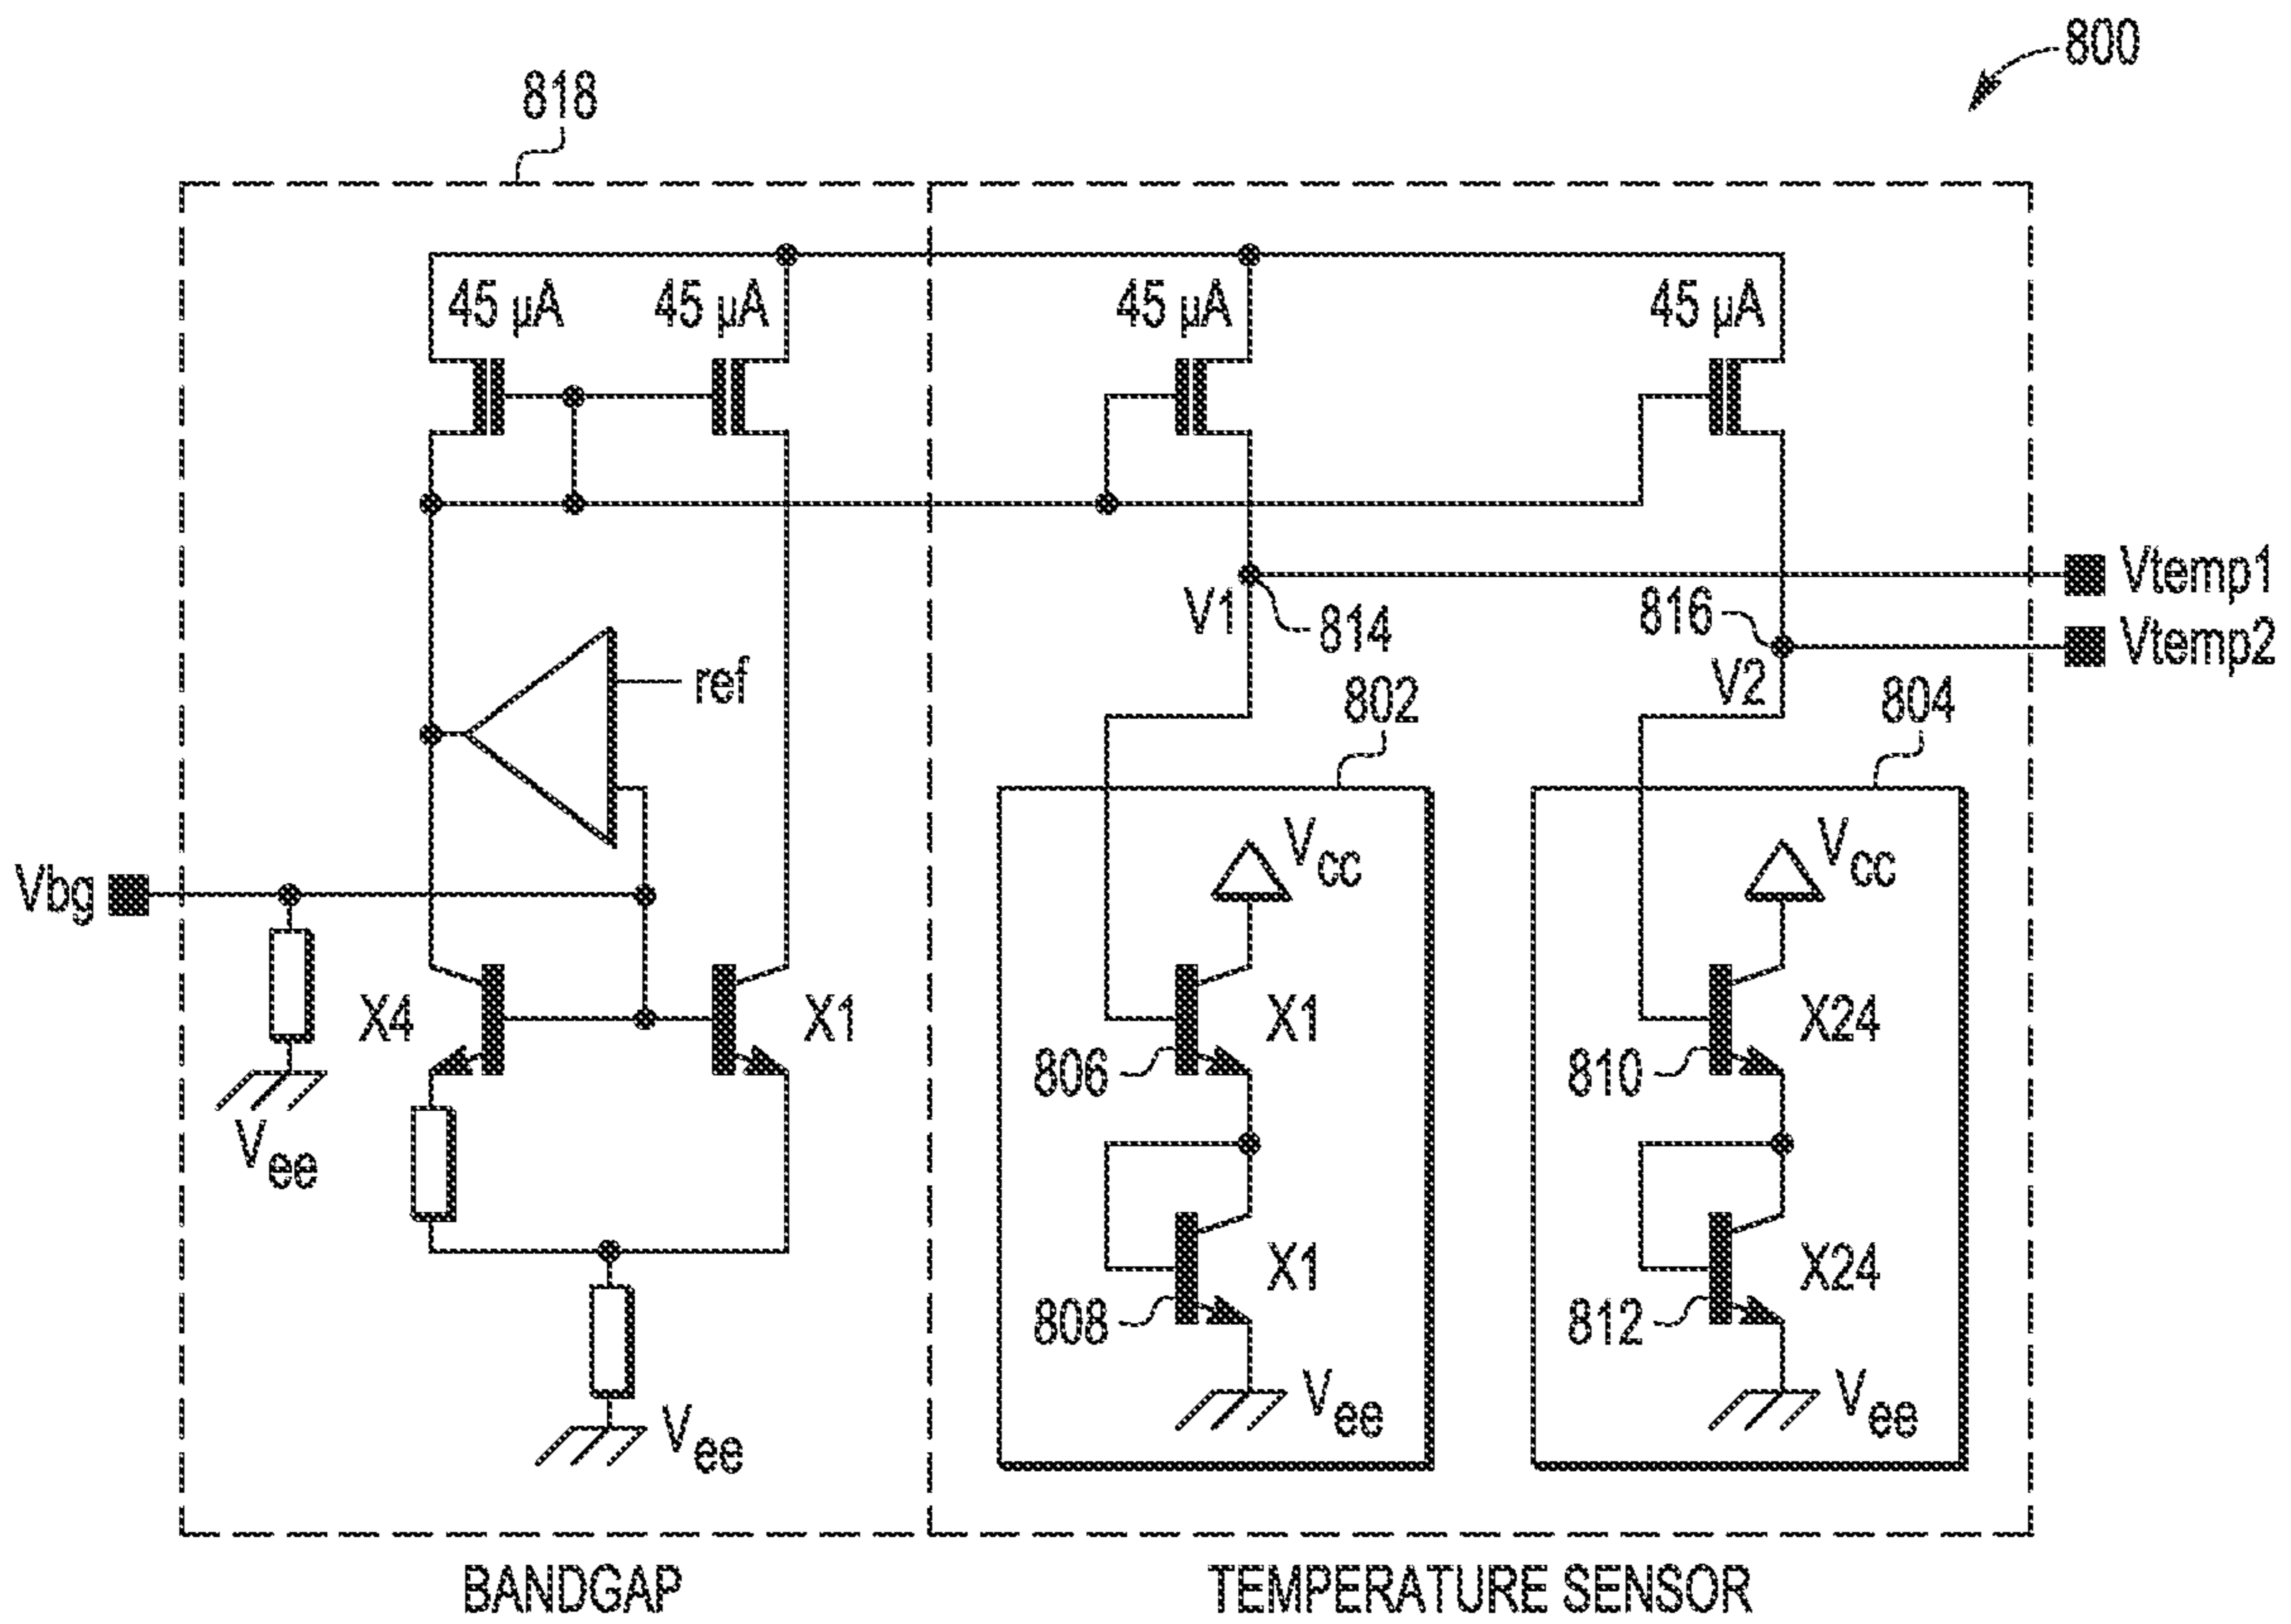 800
818
45 µA 45 µA 45 µA 45 µA
Vtemp1
V1 814 816
Vtemp2
ref V2
802 804
Vcc Vcc
Vbg
X4 X1 X1 X24
806 810
Vee
X1 X24
808 812
Vee Vee
Vee
BANDGAP TEMPERATURE SENSOR